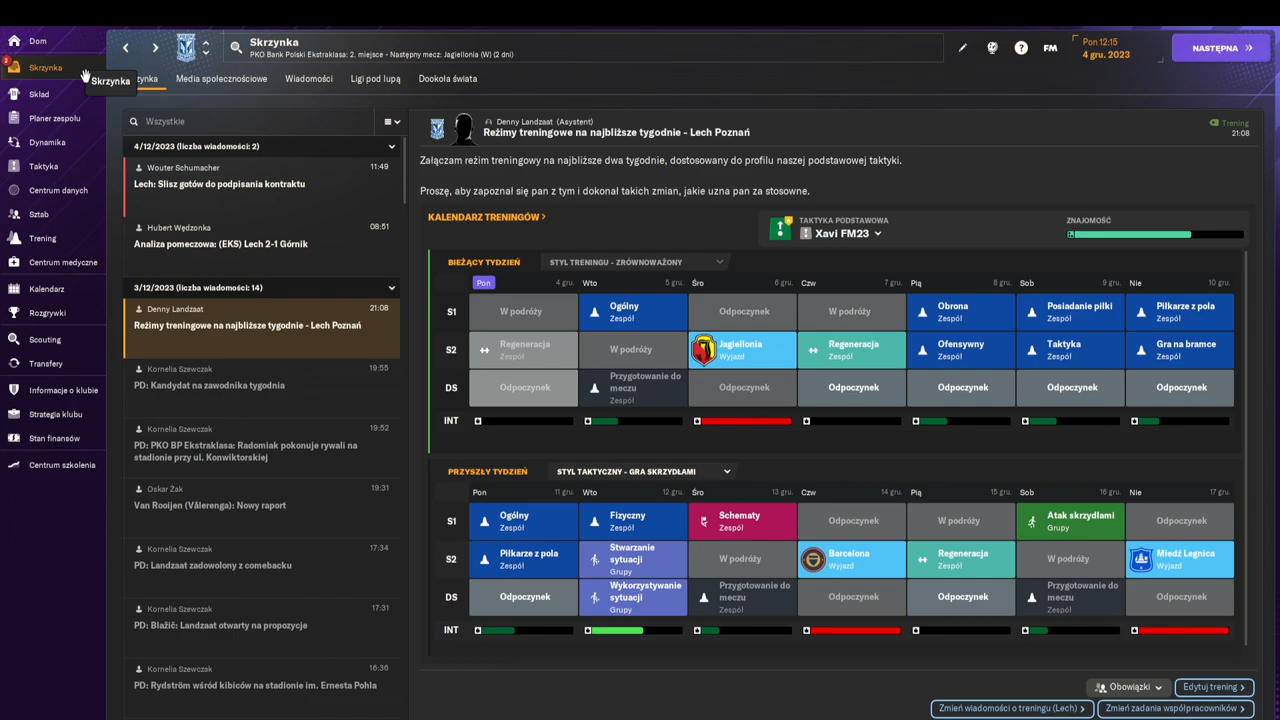 Dom
2
Skrzynka
Skład
Planer zespołu
Dynamika
Taktyka
Centrum danych
Sztab
Trening
Centrum medyczne
Kalendarz
Rozgrywki
Scouting
Transfery
Informacje o klubie
Strategia klubu
Stan finansów
Centrum szkolenia
Skrzynka
Skrzynka
PKO Bank Polski Ekstraklasa: 2. miejsce - Następny mecz: Jagiellonia (W) (2 dni)
FM
Pon 12:15
4 gru. 2023
NASTĘPNA
nka Media społecznościowe Wiadomości Ligi pod lupą Dookoła świata
Wszystkie
4/12/2023 (liczba wiadomości: 2)
Wouter Schumacher 11:49
Lech: Slisz gotów do podpisania kontraktu
Hubert Wędzonka 08:51
Analiza pomeczowa: (EKS) Lech 2-1 Górnik
3/12/2023 (liczba wiadomości: 14)
Denny Landzaat 21:08
Reżimy treningowe na najbliższe tygodnie - Lech Poznań
Kornelia Szewczak 19:55
PD: Kandydat na zawodnika tygodnia
Kornelia Szewczak 19:52
PD: PKO BP Ekstraklasa: Radomiak pokonuje rywali na
stadionie przy ul. Konwiktorskiej
Oskar Żak 19:31
Van Rooijen (Vålerenga): Nowy raport
Kornelia Szewczak 17:34
PD: Landzaat zadowolony z comebacku
Kornelia Szewczak 17:31
PD: Blažič: Landzaat otwarty na propozycje
Kornelia Szewczak 16:36
PD: Rydström wśród kibiców na stadionie im. Ernesta Pohla
Denny Landzaat (Asystent)
Reżimy treningowe na najbliższe tygodnie - Lech Poznań
Trening
21:08
Załączam reżim treningowy na najbliższe dwa tygodnie, dostosowany do profilu naszej podstawowej taktyki.
Proszę, aby zapoznał się pan z tym i dokonał takich zmian, jakie uzna pan za stosowne.
KALENDARZ TRENINGÓW
TAKTYKA PODSTAWOWA
Xavi FM23
ZNAJOMOŚĆ
BIEŻĄCY TYDZIEŃ STYL TRENINGU - ZRÓWNOWAŻONY
Pon 4 gru. Wto 5 gru. Śro 6 gru. Czw 7 gru. Pią 8 gru. Sob 9 gru. Nie 10 gru.
S1 W podróży Ogólny Zespół Odpoczynek W podróży Obrona Zespół Posiadanie piłki Zespół Piłkarze z pola Zespół
S2 Regeneracja Zespół W podróży Jagiellonia Wyjazd Regeneracja Zespół Ofensywny Zespół Taktyka Zespół Gra na bramce Zespół
DS Odpoczynek Przygotowanie do meczu Zespół Odpoczynek Odpoczynek Odpoczynek Odpoczynek Odpoczynek
INT
PRZYSZŁY TYDZIEŃ STYL TAKTYCZNY - GRA SKRZYDŁAMI
Pon 11 gru. Wto 12 gru. Śro 13 gru. Czw 14 gru. Pią 15 gru. Sob 16 gru. Nie 17 gru.
S1 Ogólny Zespół Fizyczny Zespół Schematy Zespół Odpoczynek W podróży Atak skrzydłami Grupy Odpoczynek
S2 Piłkarze z pola Zespół Stwarzanie sytuacji Grupy W podróży Barcelona Wyjazd Regeneracja Zespół W podróży Miedź Legnica Wyjazd
DS Odpoczynek Wykorzystywanie sytuacji Grupy Przygotowanie do meczu Zespół Odpoczynek Odpoczynek Przygotowanie do meczu Zespół Odpoczynek
INT
Obowiązki Edytuj trening
Zmień wiadomości o treningu (Lech) Zmień zadania współpracowników